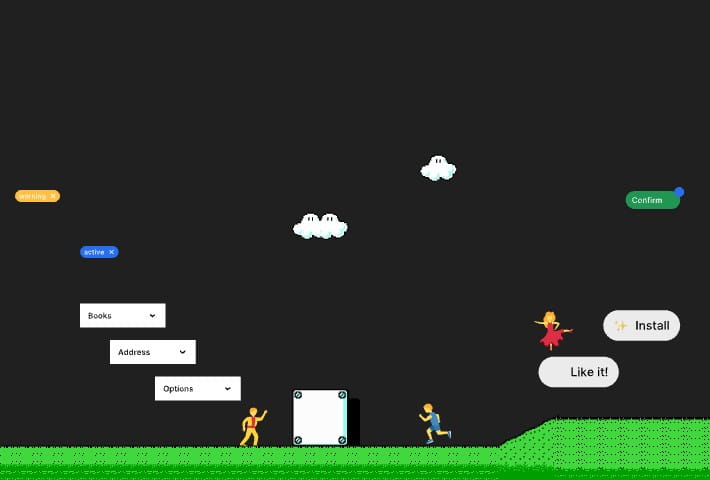 warning
Confirm
active
Books
Install
Address
Like it!
Options